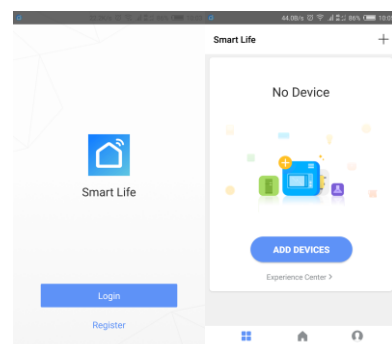 Smart Life
Login
Register
Smart Life
No Device
ADD DEVICES
Experience Center >